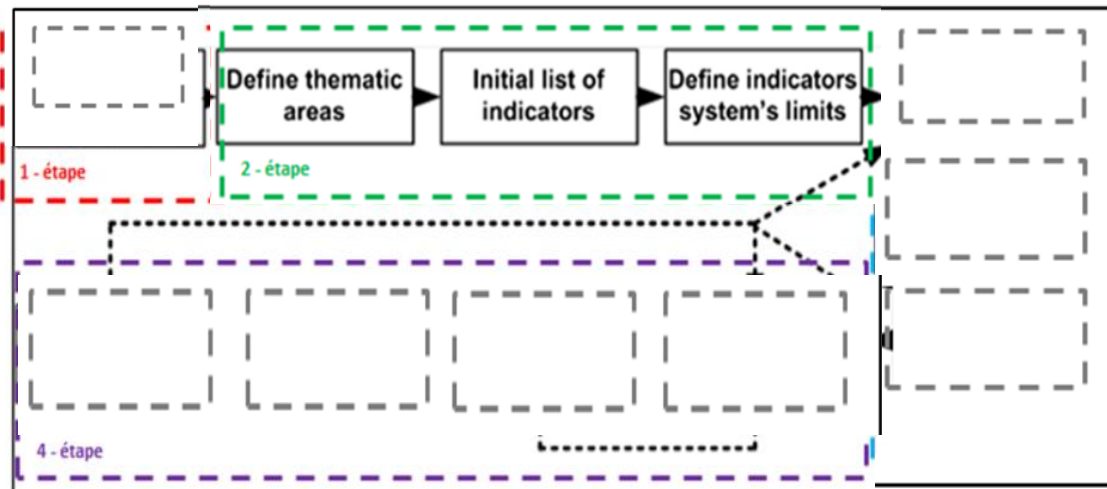 Define thematic
areas
Initial list of
indicators
Define indicators
system's limits
1 - étape
2 - étape
4 - étape